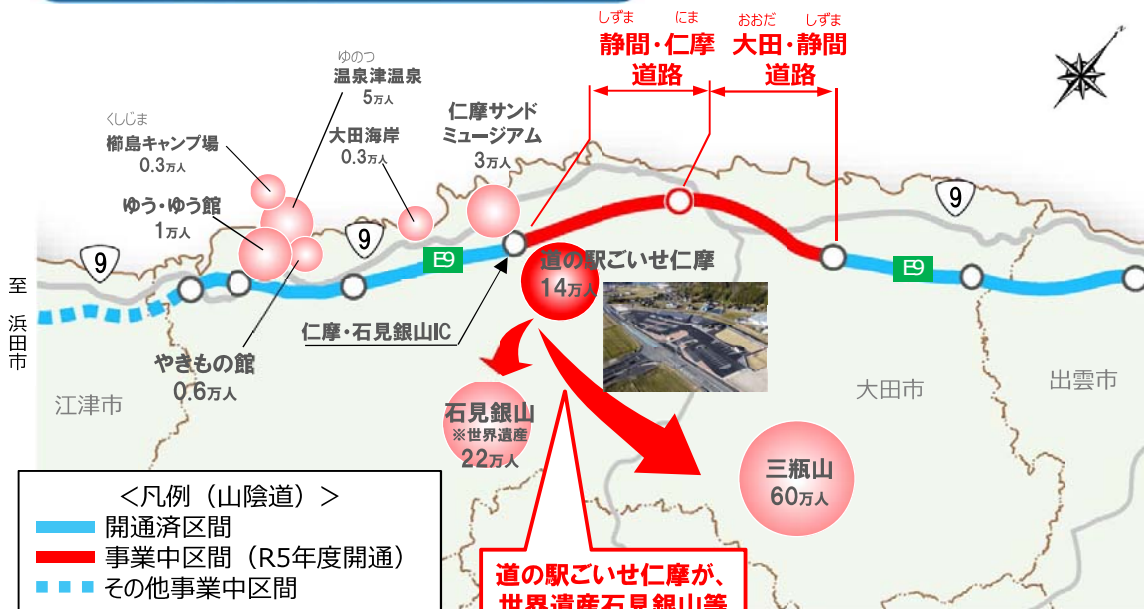 しずま にま
静間・仁摩
道路
おおだ しずま
大田・静間
道路
ゆのつ
温泉津温泉
5万人
くしじま
櫛島キャンプ場
0.3万人
大田海岸
0.3万人
仁摩サンド
ミュージアム
3万人
ゆう・ゆう館
1万人
9
9
9
E9
E9
道の駅ごいせ仁摩
14万人
至 浜田市
仁摩・石見銀山IC
やきもの館
0.6万人
江津市
大田市
出雲市
石見銀山
※世界遺産
22万人
三瓶山
60万人
<凡例（山陰道）>
開通済区間
事業中区間（R5年度開通）
その他事業中区間
道の駅ごいせ仁摩が、
世界遺産石見銀山等